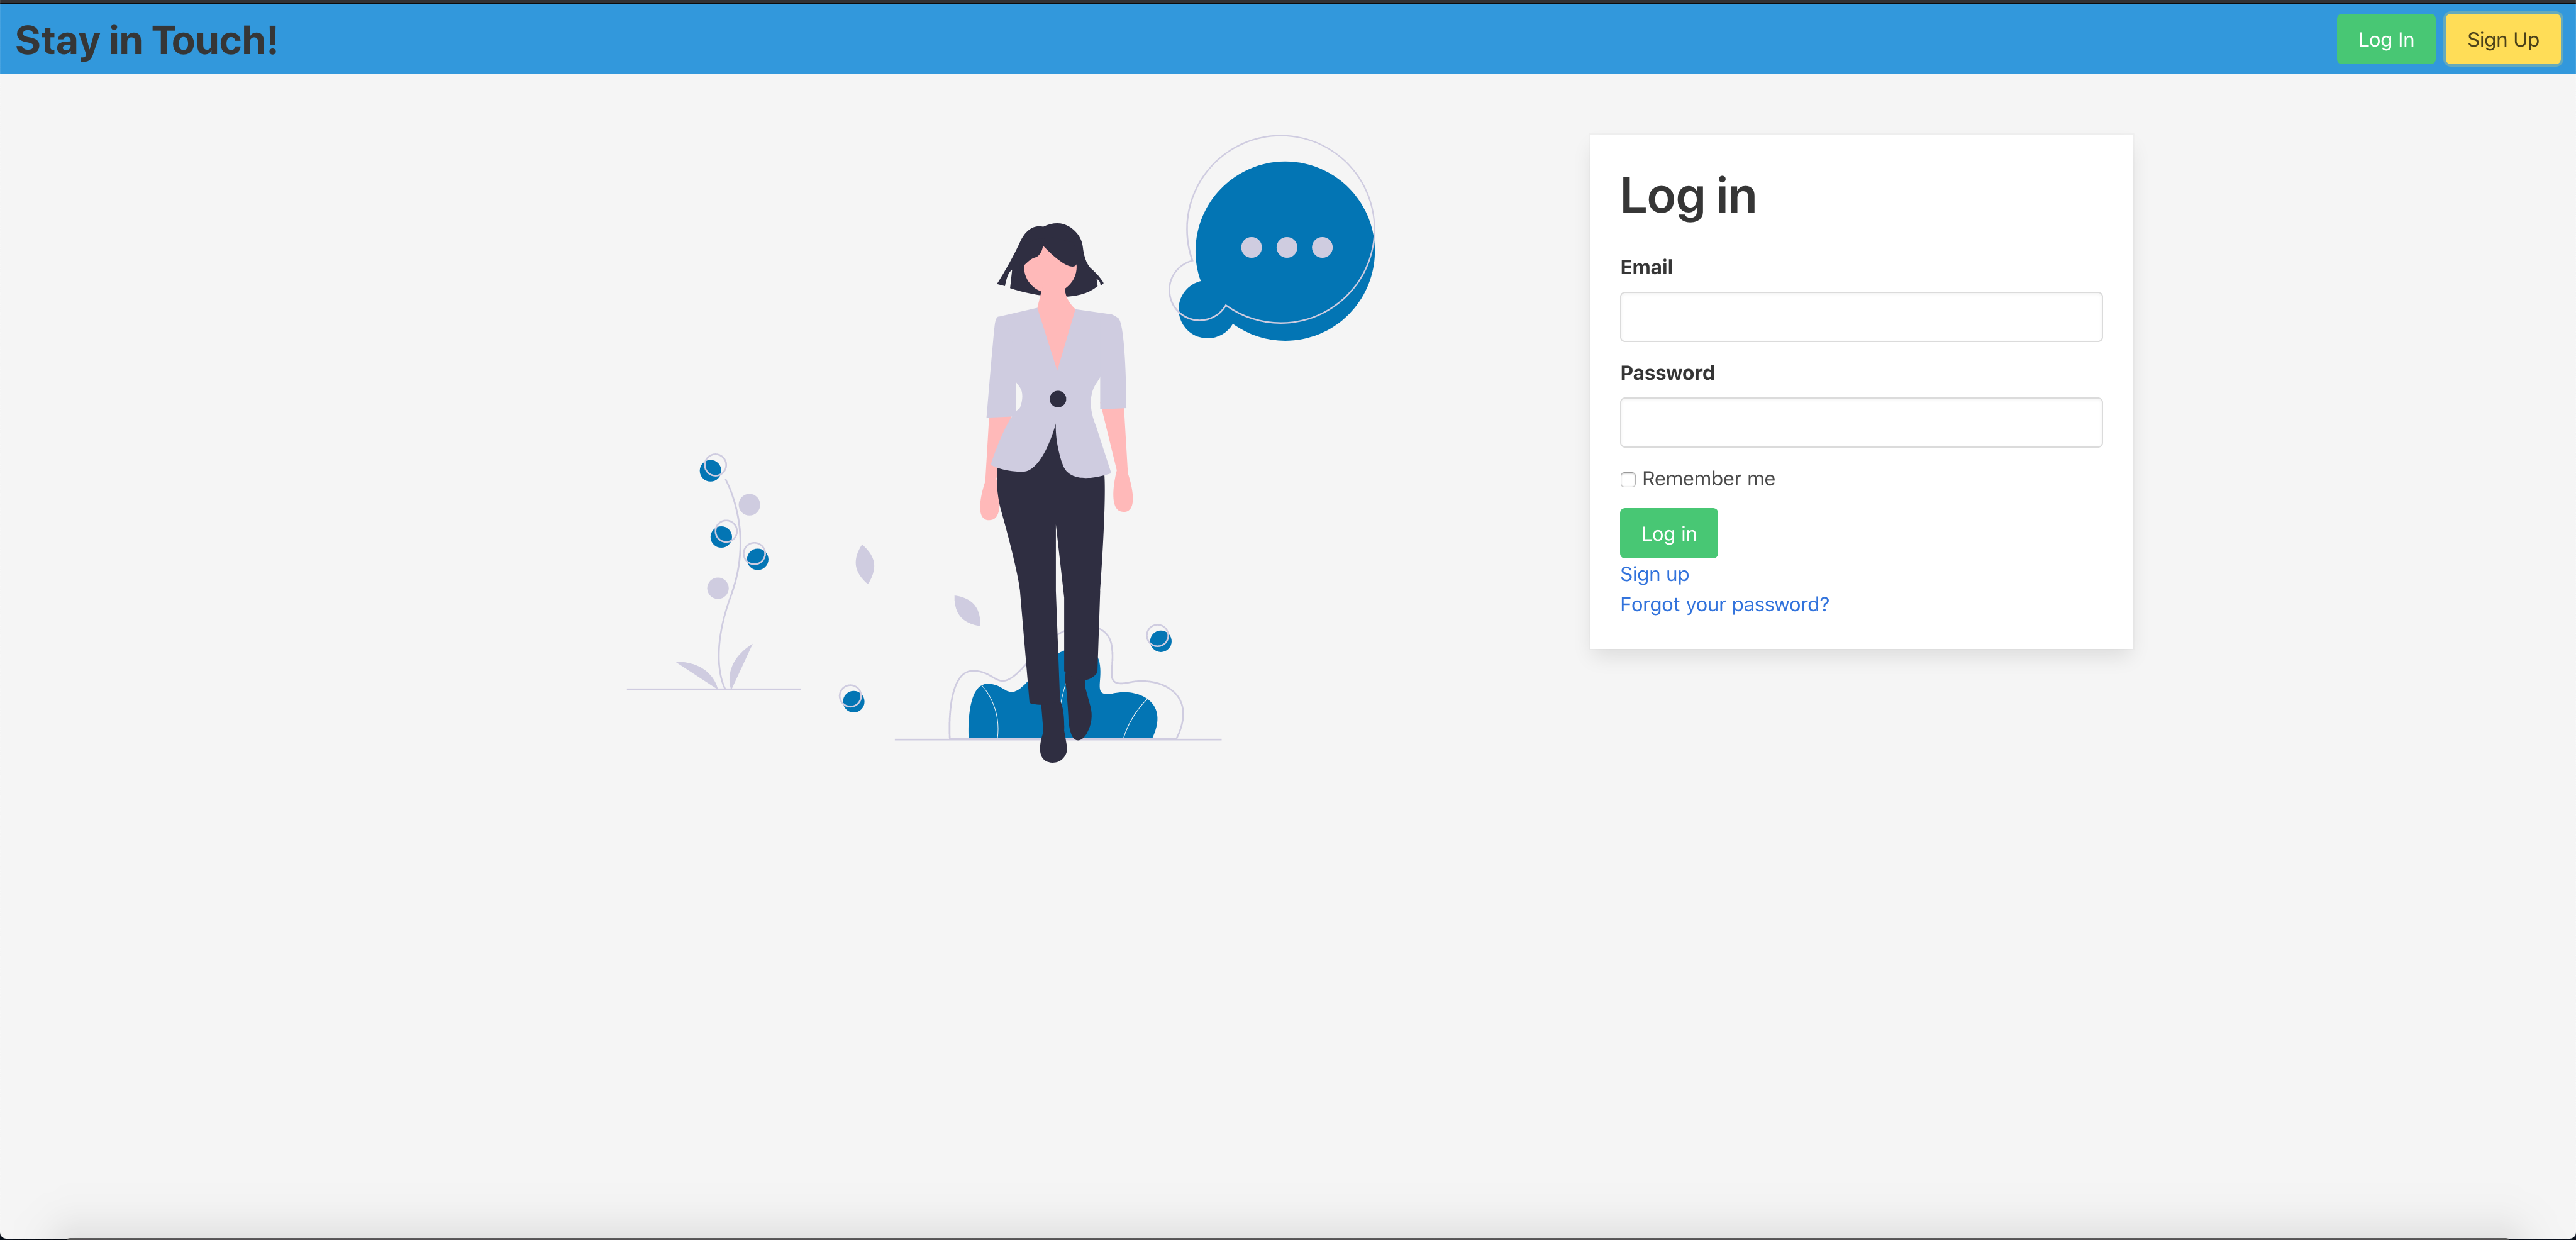 Stay in Touch!
Log In
Sign Up
Log in
Email
Password
Remember me
Log in
Sign up
Forgot your password?